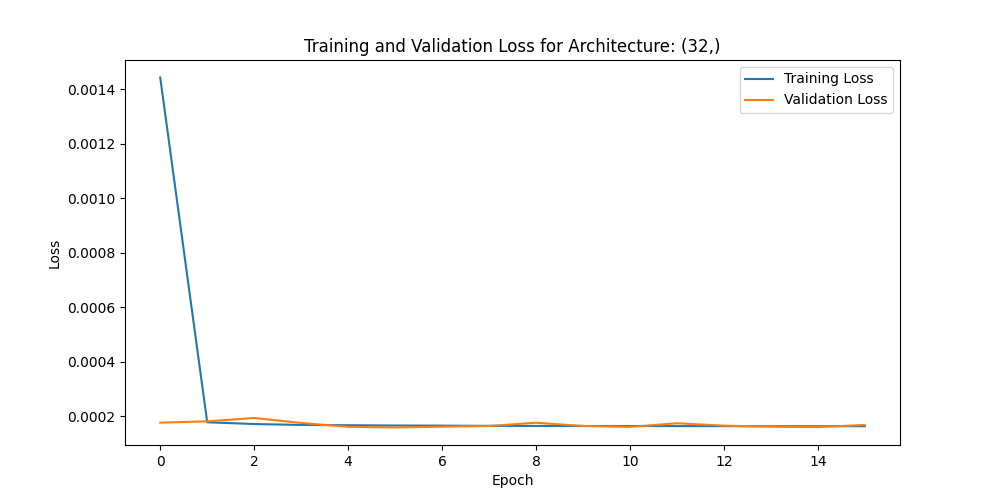 Training and Validation Loss for Architecture: (32,)
Training Loss
Validation Loss
0.0014
0.0012
0.0010
0.0008
0.0006
0.0004
0.0002
Loss
0 2 4 6 8 10 12 14
Epoch